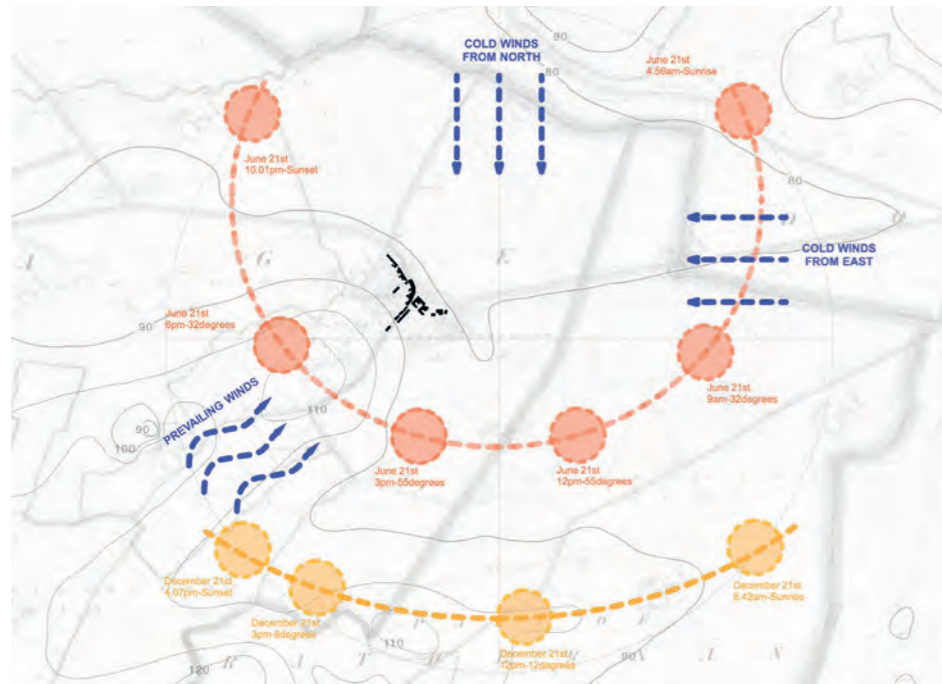 90
80
COLD WINDS
FROM NORTH
June 21st
4.56am-Sunrise
June 21st
10.01pm-Sunset
80
COLD WINDS
FROM EAST
A
G
E
June 21st
6pm-32degrees
90
PREVAILING WINDS
110
90
100
June 21st
9am-32degrees
June 21st
3pm-55degrees
June 21st
12pm-55degrees
December 21st
4.07pm-Sunset
December 21st
3pm-8degrees
December 21st
12pm-12degrees
December 21st
8.42am-Sunrise
110
90
120